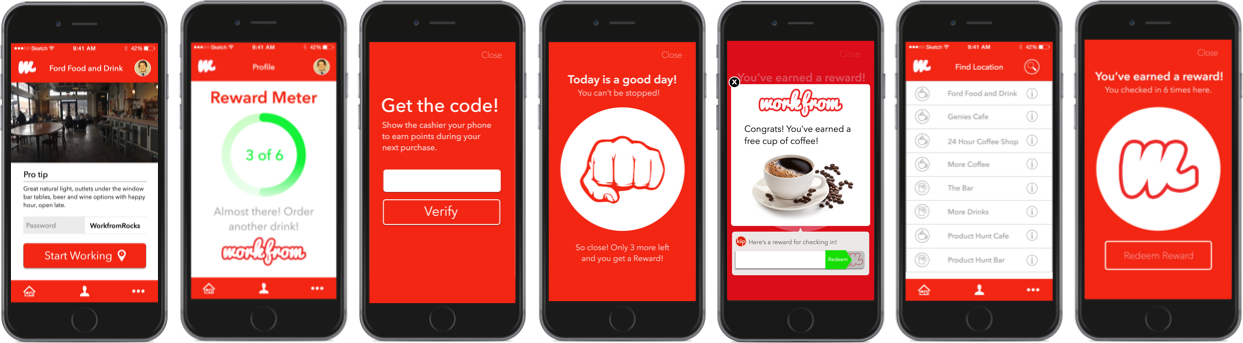 Sketch 9:41 AM 42%
Ford Food and Drink
Pro tip
Great natural light, outlets under the window
bar tables, beer and wine options with happy
hour, open late.
Password WorkfromRocks
Start Working
Sketch 9:41 AM 42%
Profile
Reward Meter
3 of 6
Almost there! Order
another drink!
workfrom
Close
Get the code!
Show the cashier your phone
to earn points during your
next purchase.
Verify
Close
Today is a good day!
You can't be stopped!
So close! Only 3 more left
and you get a Reward!
Close
You've earned a reward!
workfrom
Congrats! You've earned a
free cup of coffee!
Here's a reward for checking in!
Redeem
Sketch 9:41 AM 42%
Find Location
Ford Food and Drink
Genies Cafe
24 Hour Coffee Shop
More Coffee
The Bar
More Drinks
Product Hunt Cafe
Product Hunt Bar
Close
You've earned a reward!
You checked in 6 times here.
Redeem Reward